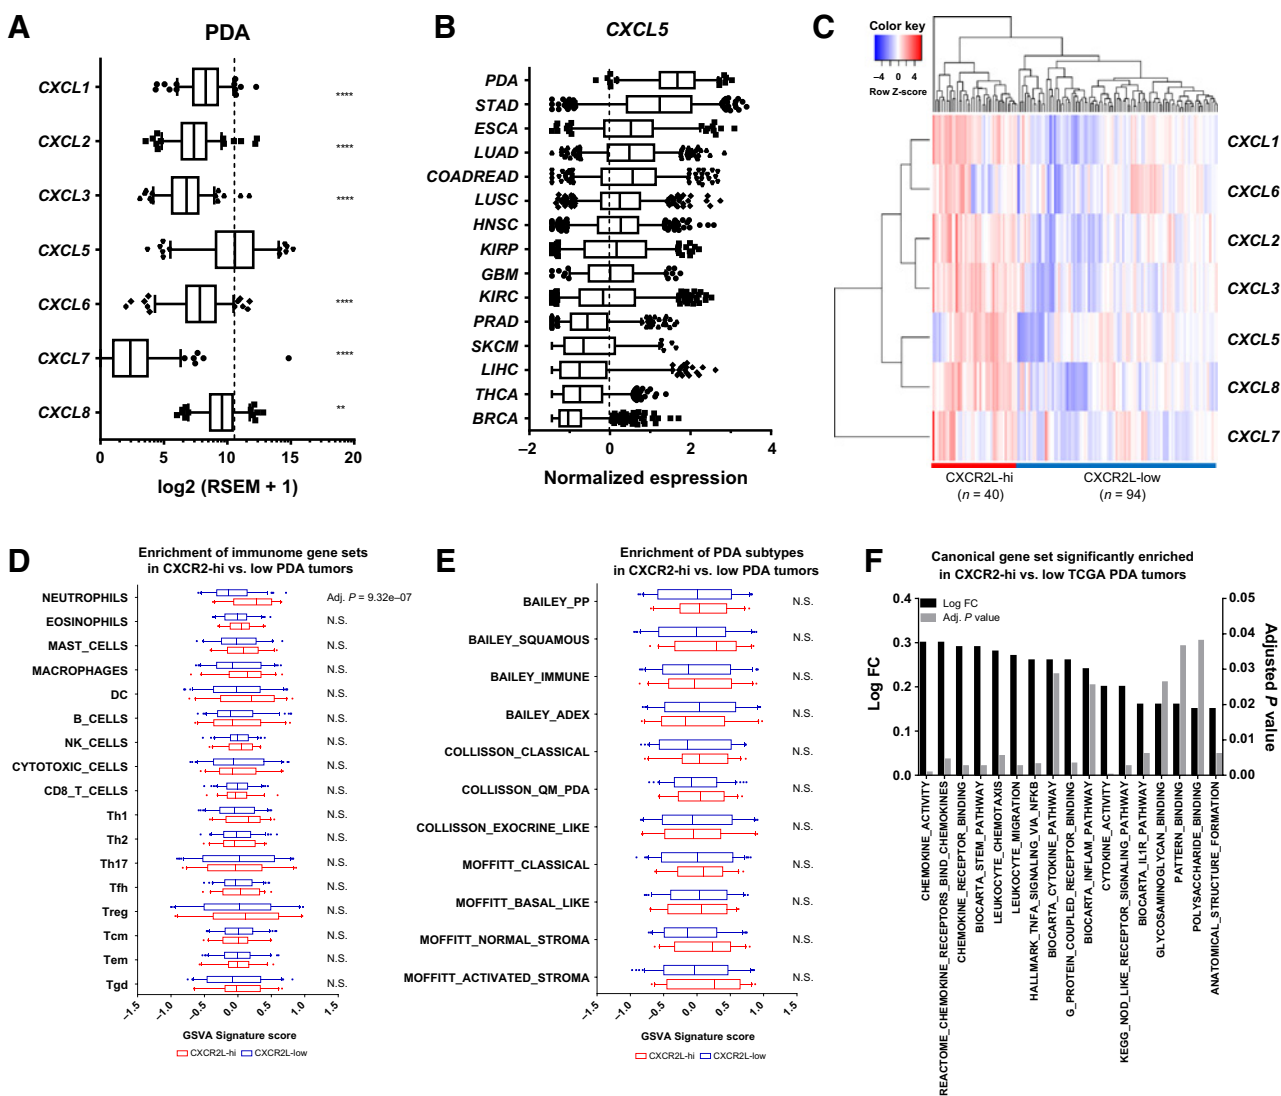 A
PDA
CXCL1
****
CXCL2
****
CXCL3
****
CXCL5
CXCL6
****
CXCL7
****
CXCL8
**
0 5 10 15 20
log2 (RSEM + 1)
B
CXCL5
PDA
STAD
ESCA
LUAD
COADREAD
LUSC
HNSC
KIRP
GBM
KIRC
PRAD
SKCM
LIHC
THCA
BRCA
−2 0 2 4
Normalized espression
C
Color key
−4 0 4
Row Z-score
CXCL1
CXCL6
CXCL2
CXCL3
CXCL5
CXCL8
CXCL7
CXCR2L-hi
(n = 40)
CXCR2L-low
(n = 94)
D
Enrichment of immunome gene sets
in CXCR2-hi vs. low PDA tumors
NEUTROPHILS Adj. P = 9.32e–07
EOSINOPHILS N.S.
MAST_CELLS N.S.
MACROPHAGES N.S.
DC N.S.
B_CELLS N.S.
NK_CELLS N.S.
CYTOTOXIC_CELLS N.S.
CD8_T_CELLS N.S.
Th1 N.S.
Th2 N.S.
Th17 N.S.
Tfh N.S.
Treg N.S.
Tcm N.S.
Tem N.S.
Tgd N.S.
−1.5 −1.0 −0.5 0.0 0.5 1.0 1.5
GSVA Signature score
CXCR2L-hi CXCR2L-low
E
Enrichment of PDA subtypes
in CXCR2-hi vs. low PDA tumors
BAILEY_PP N.S.
BAILEY_SQUAMOUS N.S.
BAILEY_IMMUNE N.S.
BAILEY_ADEX N.S.
COLLISSON_CLASSICAL N.S.
COLLISSON_QM_PDA N.S.
COLLISSON_EXOCRINE_LIKE N.S.
MOFFITT_CLASSICAL N.S.
MOFFITT_BASAL_LIKE N.S.
MOFFITT_NORMAL_STROMA N.S.
MOFFITT_ACTIVATED_STROMA N.S.
−1.5 −1.0 −0.5 0.0 0.5 1.0 1.5
GSVA Signature score
CXCR2L-hi CXCR2L-low
F
Canonical gene set significantly enriched
in CXCR2-hi vs. low TCGA PDA tumors
Log FC
Adj. P value
0.4
0.3
0.2
0.1
0.0
Log FC
0.05
0.04
0.03
0.02
0.01
0.00
Adjusted P value
CHEMOKINE_ACTIVITY
REACTOME_CHEMOKINE_RECEPTORS_BIND_CHEMOKINES
CHEMOKINE_RECEPTOR_BINDING
BIOCARTA_STEM_PATHWAY
LEUKOCYTE_CHEMOTAXIS
LEUKOCYTE_MIGRATION
HALLMARK_TNFA_SIGNALING_VIA_NFKB
BIOCARTA_CYTOKINE_PATHWAY
G_PROTEIN_COUPLED_RECEPTOR_BINDING
BIOCARTA_INFLAM_PATHWAY
CYTOKINE_ACTIVITY
KEGG_NOD_LIKE_RECEPTOR_SIGNALING_PATHWAY
BIOCARTA_IL1R_PATHWAY
GLYCOSAMINOGLYCAN_BINDING
PATTERN_BINDING
POLYSACCHARIDE_BINDING
ANATOMICAL_STRUCTURE_FORMATION